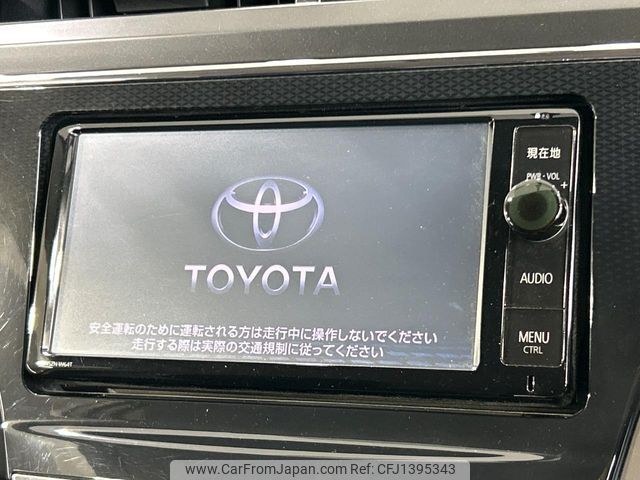 現在地
PWR・VOL
+
TOYOTA
AUDIO
安全運転のために運転される方は走行中に操作しないでください
走行する際は実際の交通規制に従ってください
MENU
CTRL
www.CarFromJapan.com - CFJ1395343